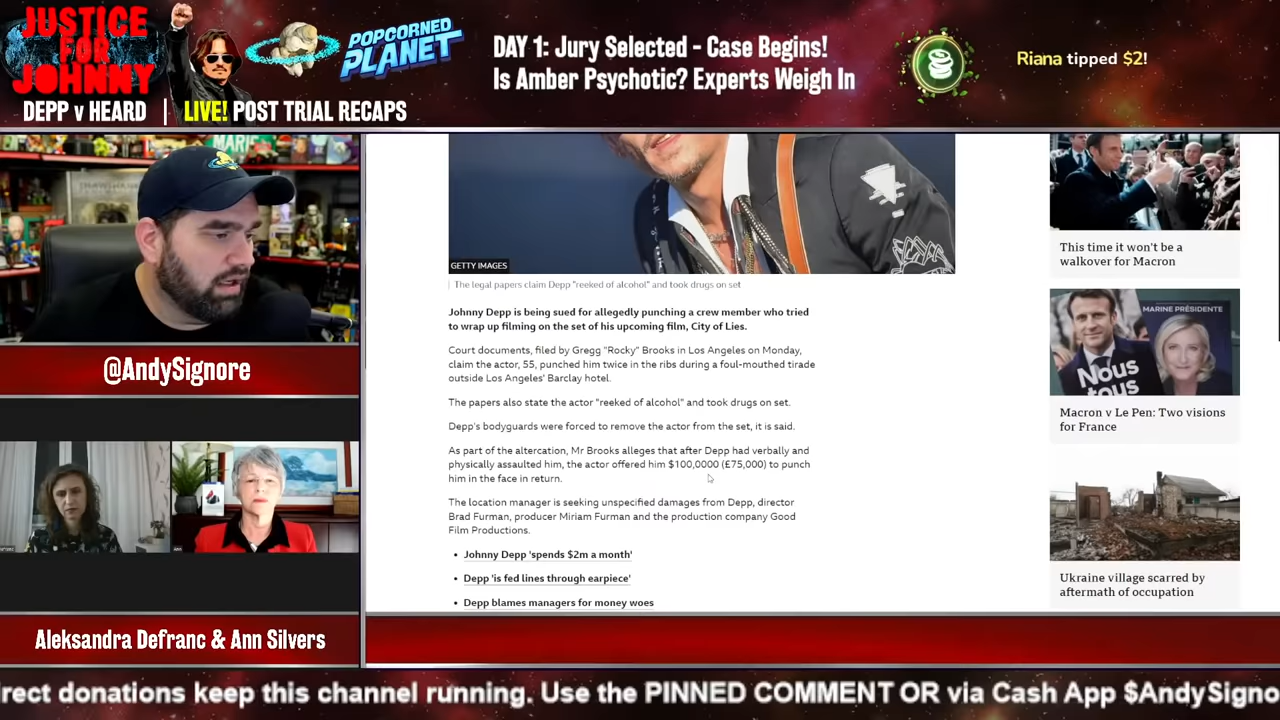 JUSTICE
FOR
JOHNNY
POPCORNED
PLANET
DEPP v HEARD | LIVE! POST TRIAL RECAPS
DAY 1: Jury Selected - Case Begins!
Is Amber Psychotic? Experts Weigh In
Riana tipped $2!
@AndySignore
Aleksandra Defranc & Ann Silvers
GETTY IMAGES
The legal papers claim Depp "reeked of alcohol" and took drugs on set
Johnny Depp is being sued for allegedly punching a crew member who tried
to wrap up filming on the set of his upcoming film, City of Lies.
Court documents, filed by Gregg "Rocky" Brooks in Los Angeles on Monday,
claim the actor, 55, punched him twice in the ribs during a foul-mouthed tirade
outside Los Angeles' Barclay hotel.
The papers also state the actor "reeked of alcohol" and took drugs on set.
Depp's bodyguards were forced to remove the actor from the set, it is said.
As part of the altercation, Mr Brooks alleges that after Depp had verbally and
physically assaulted him, the actor offered him $100,0000 (£75,000) to punch
him in the face in return.
The location manager is seeking unspecified damages from Depp, director
Brad Furman, producer Miriam Furman and the production company Good
Film Productions.
• Johnny Depp 'spends $2m a month'
• Depp 'is fed lines through earpiece'
• Depp blames managers for money woes
This time it won't be a
walkover for Macron
MARINE PRÉSIDENTE
Nous
tous
Macron v Le Pen: Two visions
for France
Ukraine village scarred by
aftermath of occupation
rect donations keep this channel running. Use the PINNED COMMENT OR via Cash App $AndySigno